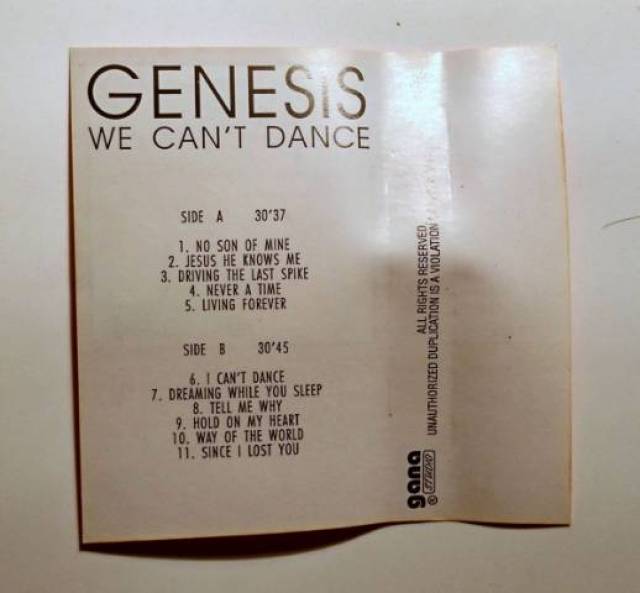 GENESIS
WE CAN'T DANCE
SIDE A 30'37
1. NO SON OF MINE
2. JESUS HE KNOWS ME
3. DRIVING THE LAST SPIKE
4. NEVER A TIME
5. LIVING FOREVER
SIDE B 30'45
6. I CAN'T DANCE
7. DREAMING WHILE YOU SLEEP
8. TELL ME WHY
9. HOLD ON MY HEART
10. WAY OF THE WORLD
11. SINCE I LOST YOU
ALL RIGHTS RESERVED
UNAUTHORIZED DUPLICATION IS A VIOLATION
gana